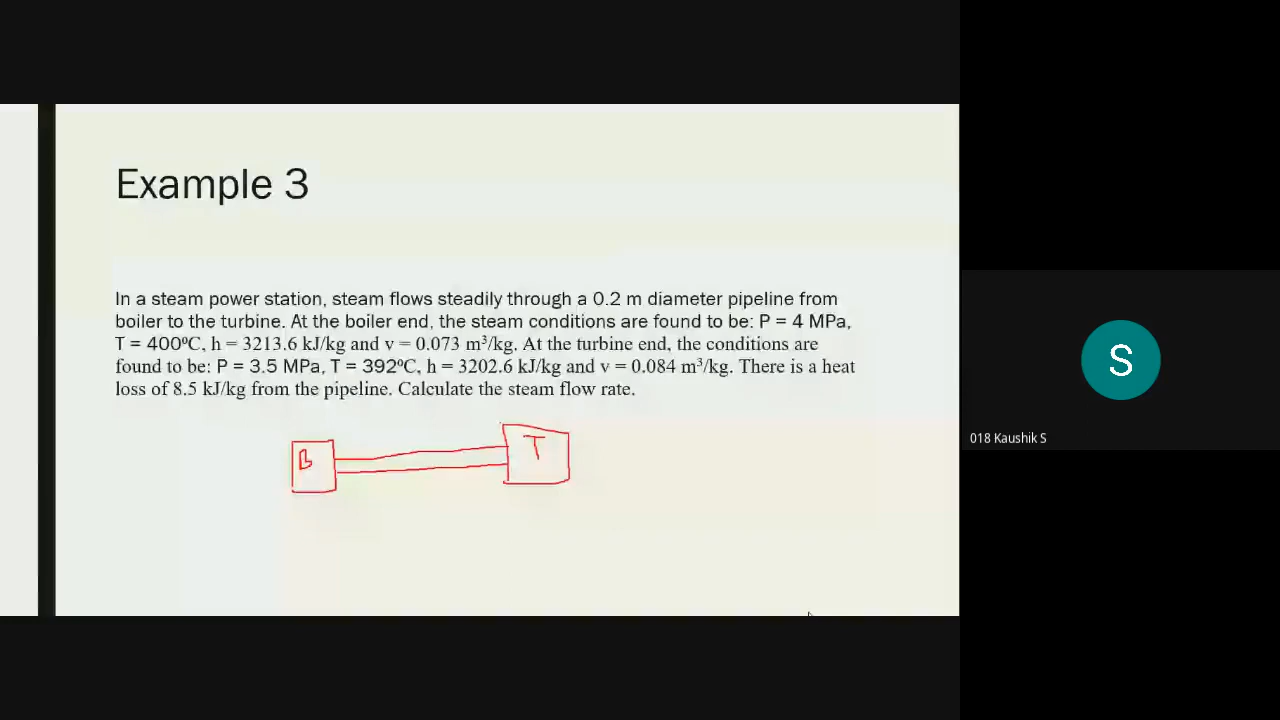 Example 3
In a steam power station, steam flows steadily through a 0.2 m diameter pipeline from
boiler to the turbine. At the boiler end, the steam conditions are found to be: P = 4 MPa,
T = 400⁰C, h = 3213.6 kJ/kg and v = 0.073 m³/kg. At the turbine end, the conditions are
found to be: P = 3.5 MPa, T = 392⁰C, h = 3202.6 kJ/kg and v = 0.084 m³/kg. There is a heat
loss of 8.5 kJ/kg from the pipeline. Calculate the steam flow rate.
B
T
S
018 Kaushik S